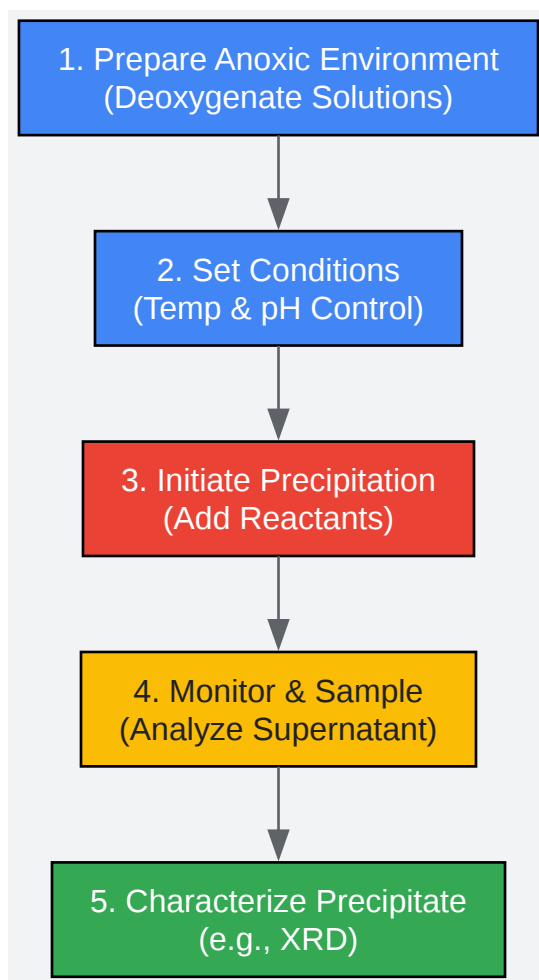 1. Prepare Anoxic Environment
(Deoxygenate Solutions)
2. Set Conditions
(Temp & pH Control)
3. Initiate Precipitation
(Add Reactants)
4. Monitor & Sample
(Analyze Supernatant)
5. Characterize Precipitate
(e.g., XRD)